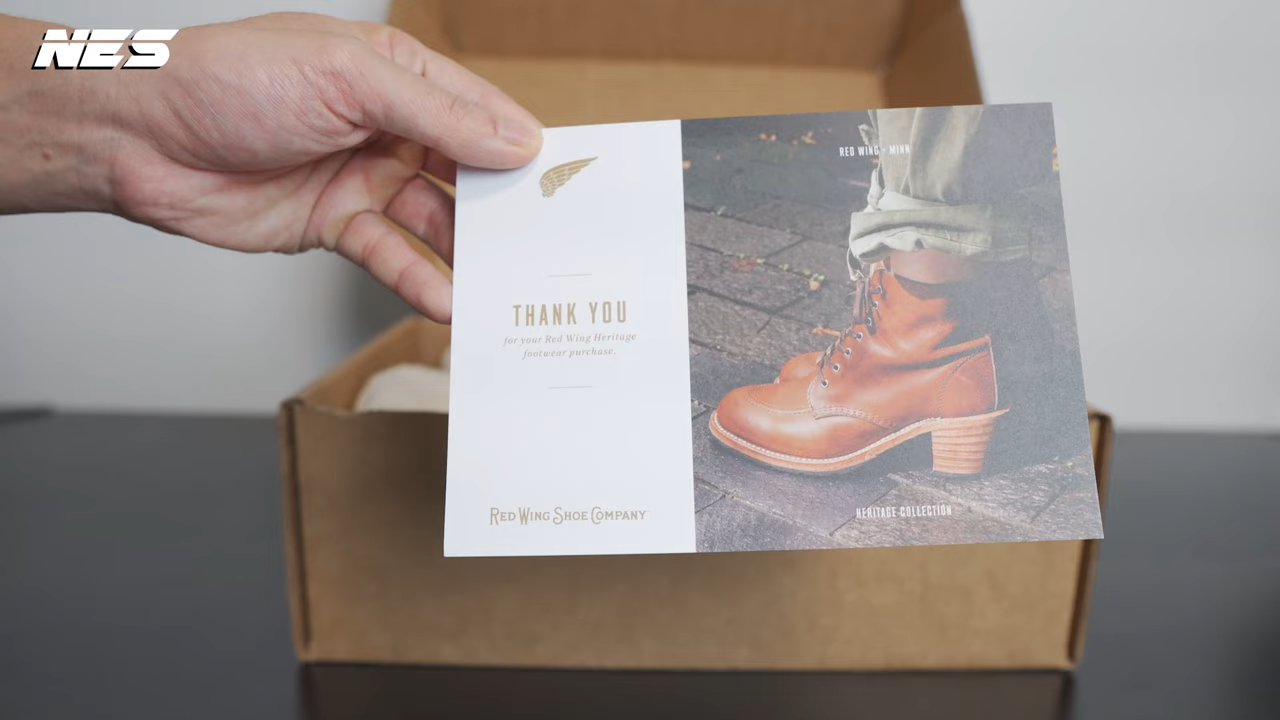 NES
THANK YOU
for your Red Wing Heritage
footwear purchase.
RED WING SHOE COMPANY
RED WING - MINN
HERITAGE COLLECTION